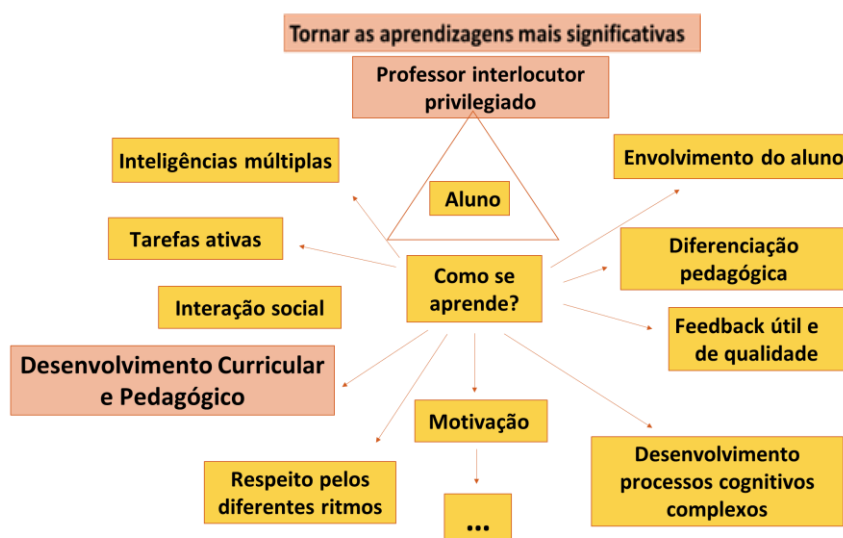 Tornar as aprendizagens mais significativas
Professor interlocutor
privilegiado
Inteligências múltiplas
Envolvimento do aluno
Aluno
Tarefas ativas
Diferenciação
pedagógica
Como se
aprende?
Interação social
Feedback útil e
de qualidade
Desenvolvimento Curricular
e Pedagógico
Motivação
Desenvolvimento
processos cognitivos
complexos
Respeito pelos
diferentes ritmos
...